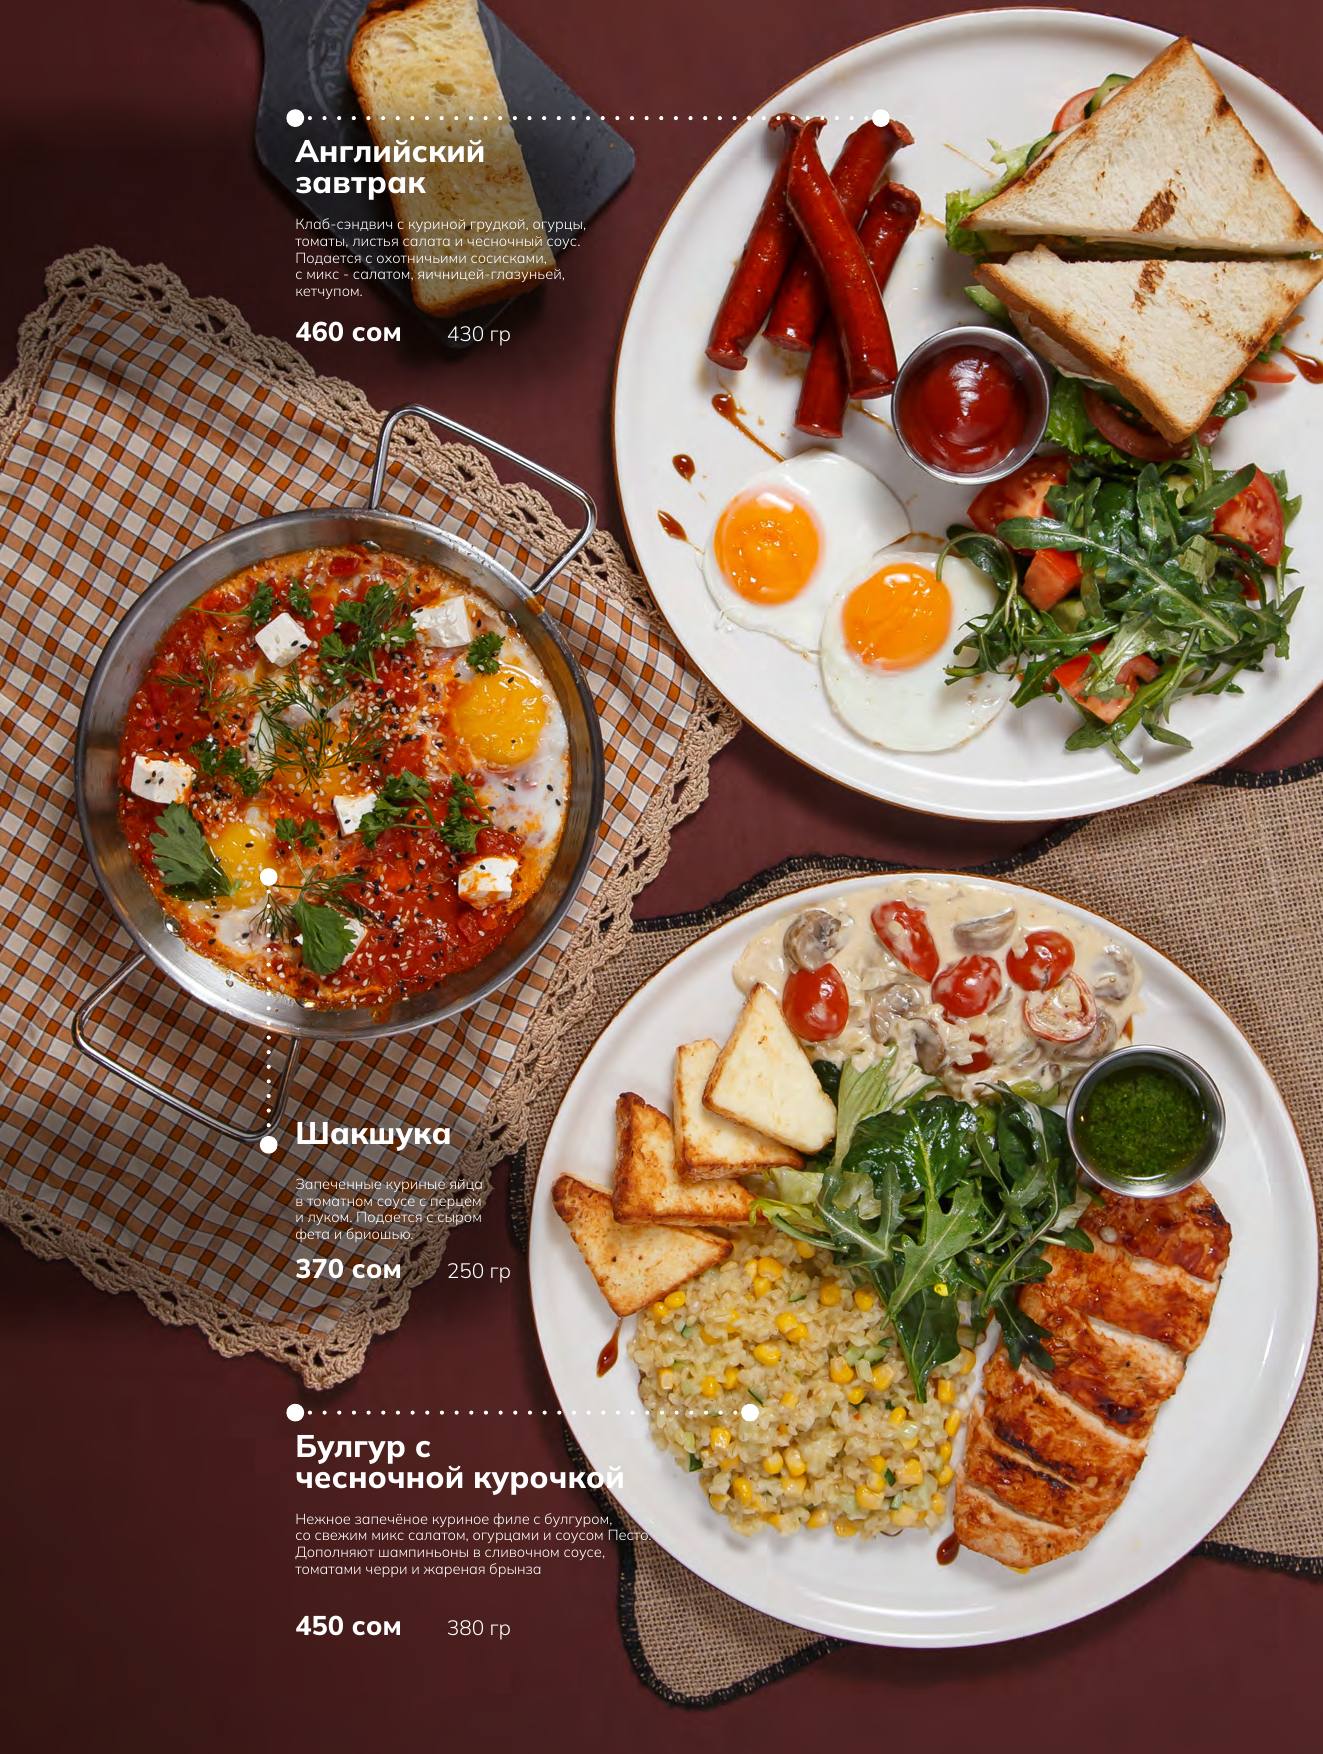 PREMIU
Английский
завтрак
Клаб-сэндвич с куриной грудкой, огурцы,
томаты, листья салата и чесночный соус.
Подается с охотничьими сосисками,
с микс - салатом, яичницей-глазуньей,
кетчупом.
460 сом 430 гр
Шакшука
Запеченные куриные яйца
в томатном соусе с перцем
и луком. Подается с сыром
фета и бриошью.
370 сом 250 гр
Булгур с
чесночной курочкой
Нежное запечёное куриное филе с булгуром,
со свежим микс салатом, огурцами и соусом Песто.
Дополняют шампиньоны в сливочном соусе,
томатами черри и жареная брынза
450 сом 380 гр